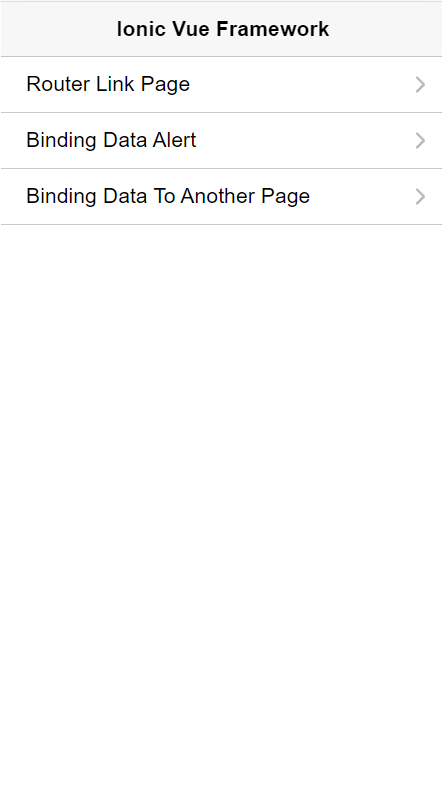 Ionic Vue Framework
Router Link Page
Binding Data Alert
Binding Data To Another Page